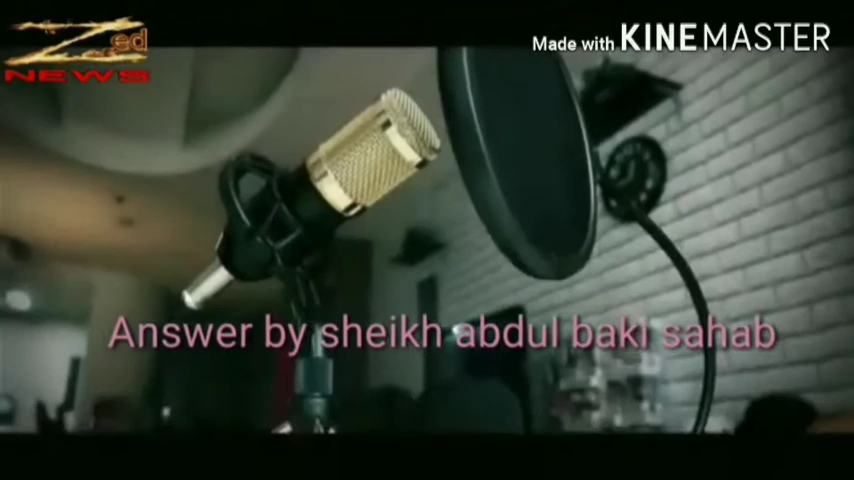 Zed
NEWS
Made with KINEMASTER
Answer by sheikh abdul baki sahab